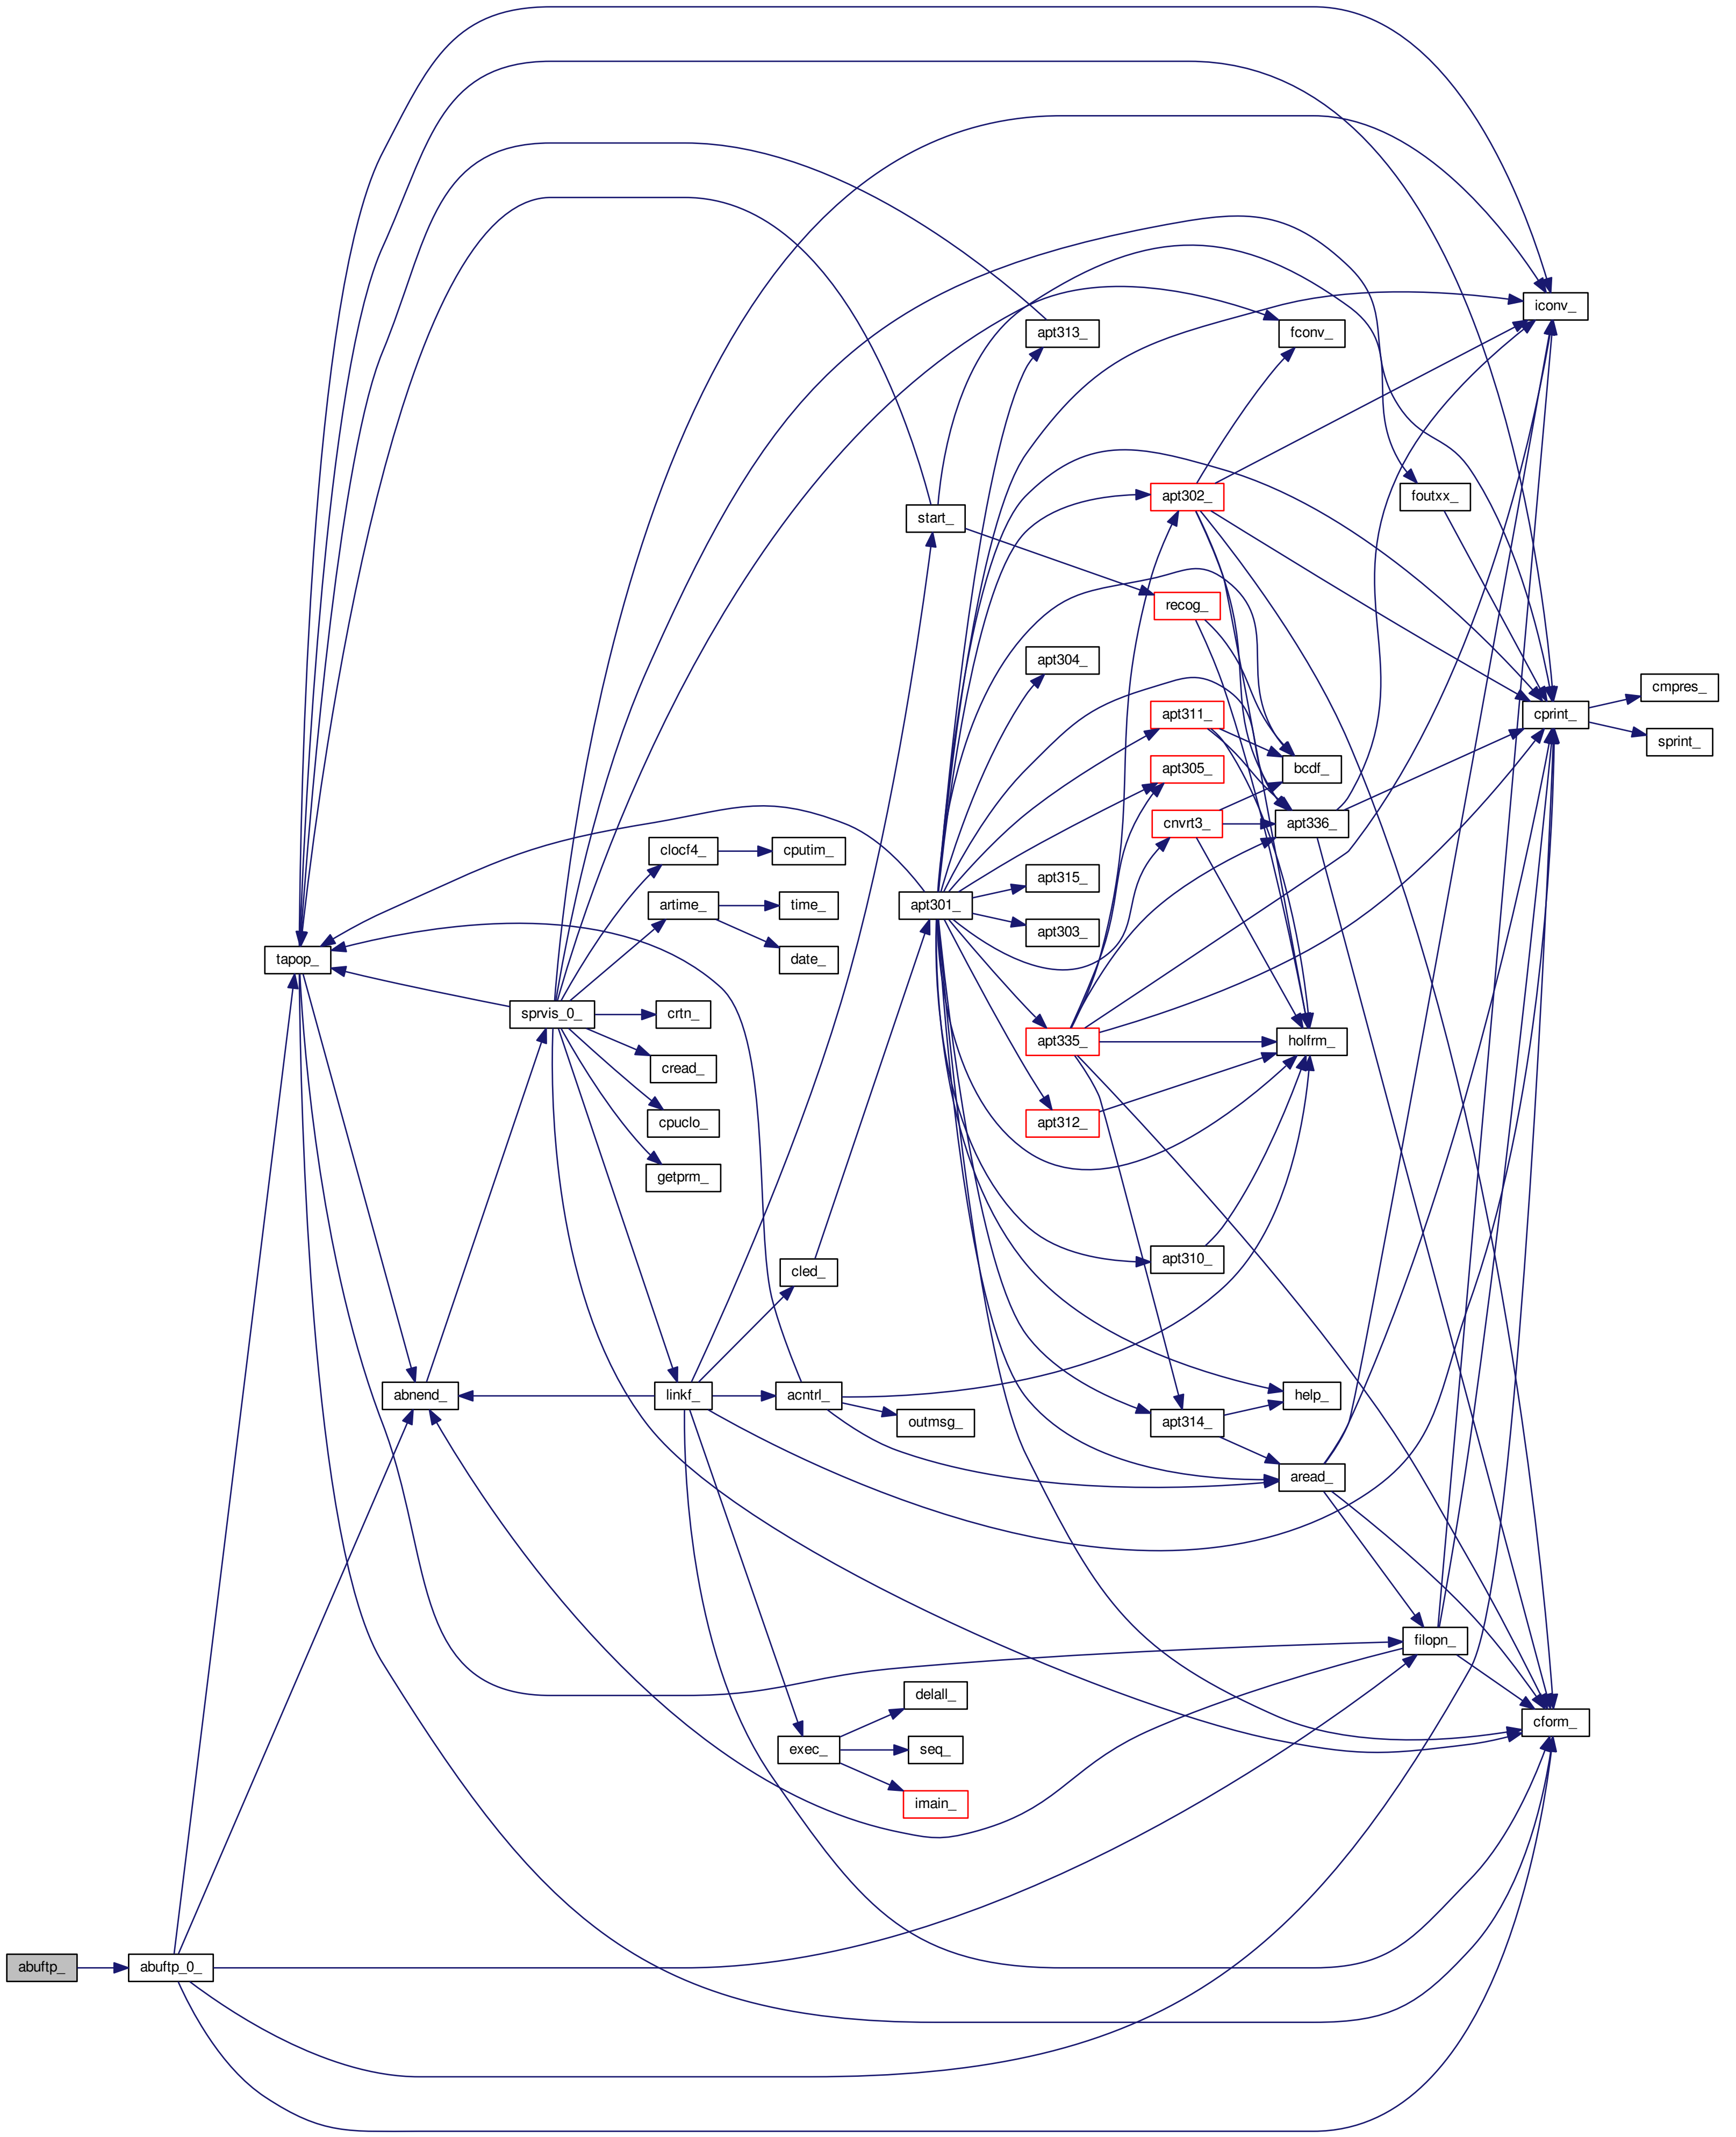 iconv_
apt313_
fconv_
apt302_
foutxx_
start_
recog_
apt304_
cmpres_
apt311_
cprint_
sprint_
apt305_
bcdf_
cnvrt3_
apt336_
clocf4_
cputim_
apt315_
artime_
time_
apt301_
apt303_
tapop_
date_
sprvis_0_
crtn_
apt335_
holfrm_
cread_
cpuclo_
apt312_
getprm_
apt310_
cled_
abnend_
linkf_
acntrl_
help_
outmsg_
apt314_
aread_
filopn_
delall_
cform_
exec_
seq_
imain_
abuftp_
abuftp_0_